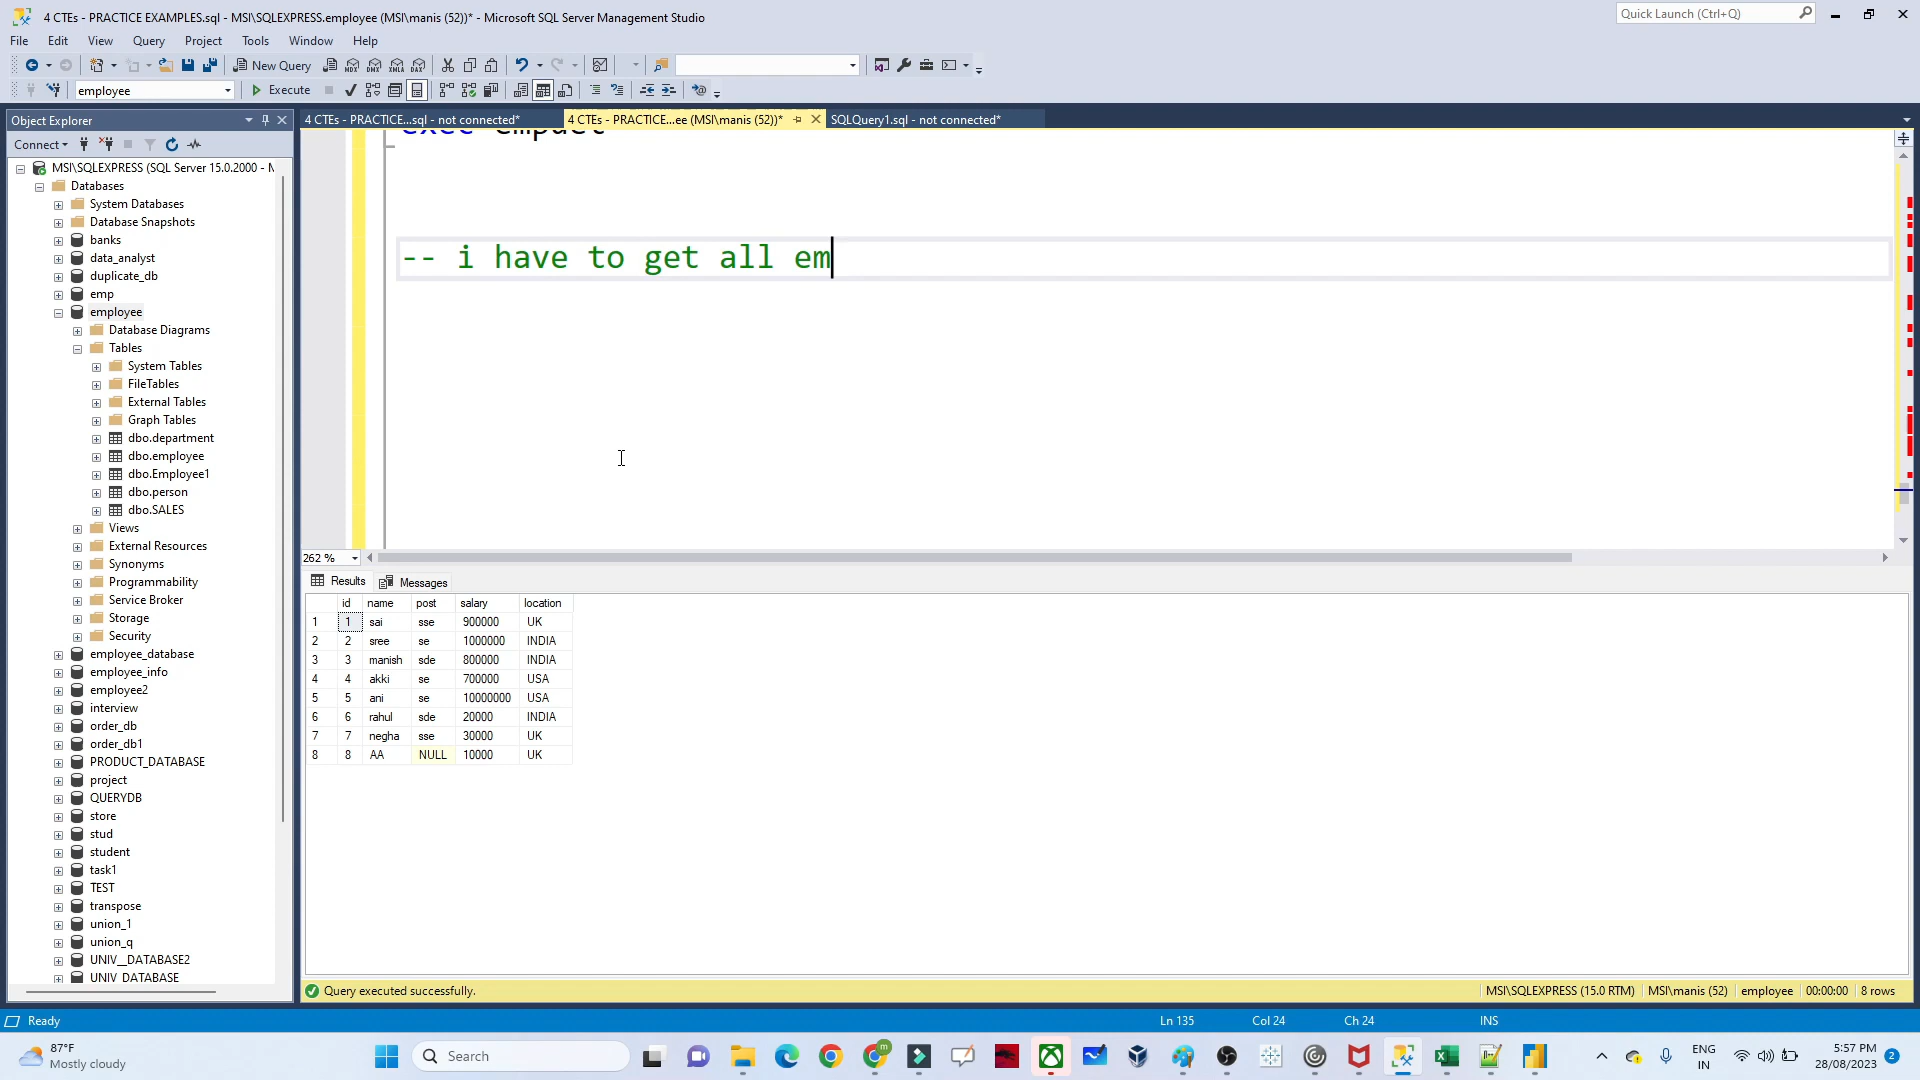 4 CTEs - PRACTICE EXAMPLES.sql - MSI\SQLEXPRESS.employee (MSI\manis (52))* - Microsoft SQL Server Management Studio
Quick Launch (Ctrl+Q)
File Edit View Query Project Tools Window Help
New Query
MDX DMX XMLA DAX
employee
Execute
Object Explorer
4 CTEs - PRACTICE...sql - not connected*
4 CTEs - PRACTICE...ee (MSI\manis (52))*
SQLQuery1.sql - not connected*
Connect
MSI\SQLEXPRESS (SQL Server 15.0.2000 - M
Databases
System Databases
Database Snapshots
banks
data_analyst
duplicate_db
emp
employee
Database Diagrams
Tables
System Tables
FileTables
External Tables
Graph Tables
dbo.department
dbo.employee
dbo.Employee1
dbo.person
dbo.SALES
Views
External Resources
Synonyms
Programmability
Service Broker
Storage
Security
employee_database
employee_info
employee2
interview
order_db
order_db1
PRODUCT_DATABASE
project
QUERYDB
store
stud
student
task1
TEST
transpose
union_1
union_q
UNIV__DATABASE2
UNIV DATABASE
-- i have to get all em
262 %
Results Messages
id name post salary location
1 1 sai sse 900000 UK
2 2 sree se 1000000 INDIA
3 3 manish sde 800000 INDIA
4 4 akki se 700000 USA
5 5 ani se 10000000 USA
6 6 rahul sde 20000 INDIA
7 7 negha sse 30000 UK
8 8 AA NULL 10000 UK
Query executed successfully.
MSI\SQLEXPRESS (15.0 RTM) MSI\manis (52) employee 00:00:00 8 rows
Ready
Ln 135 Col 24 Ch 24 INS
87°F
Mostly cloudy
Search
m
ENG
IN
5:57 PM
28/08/2023
2